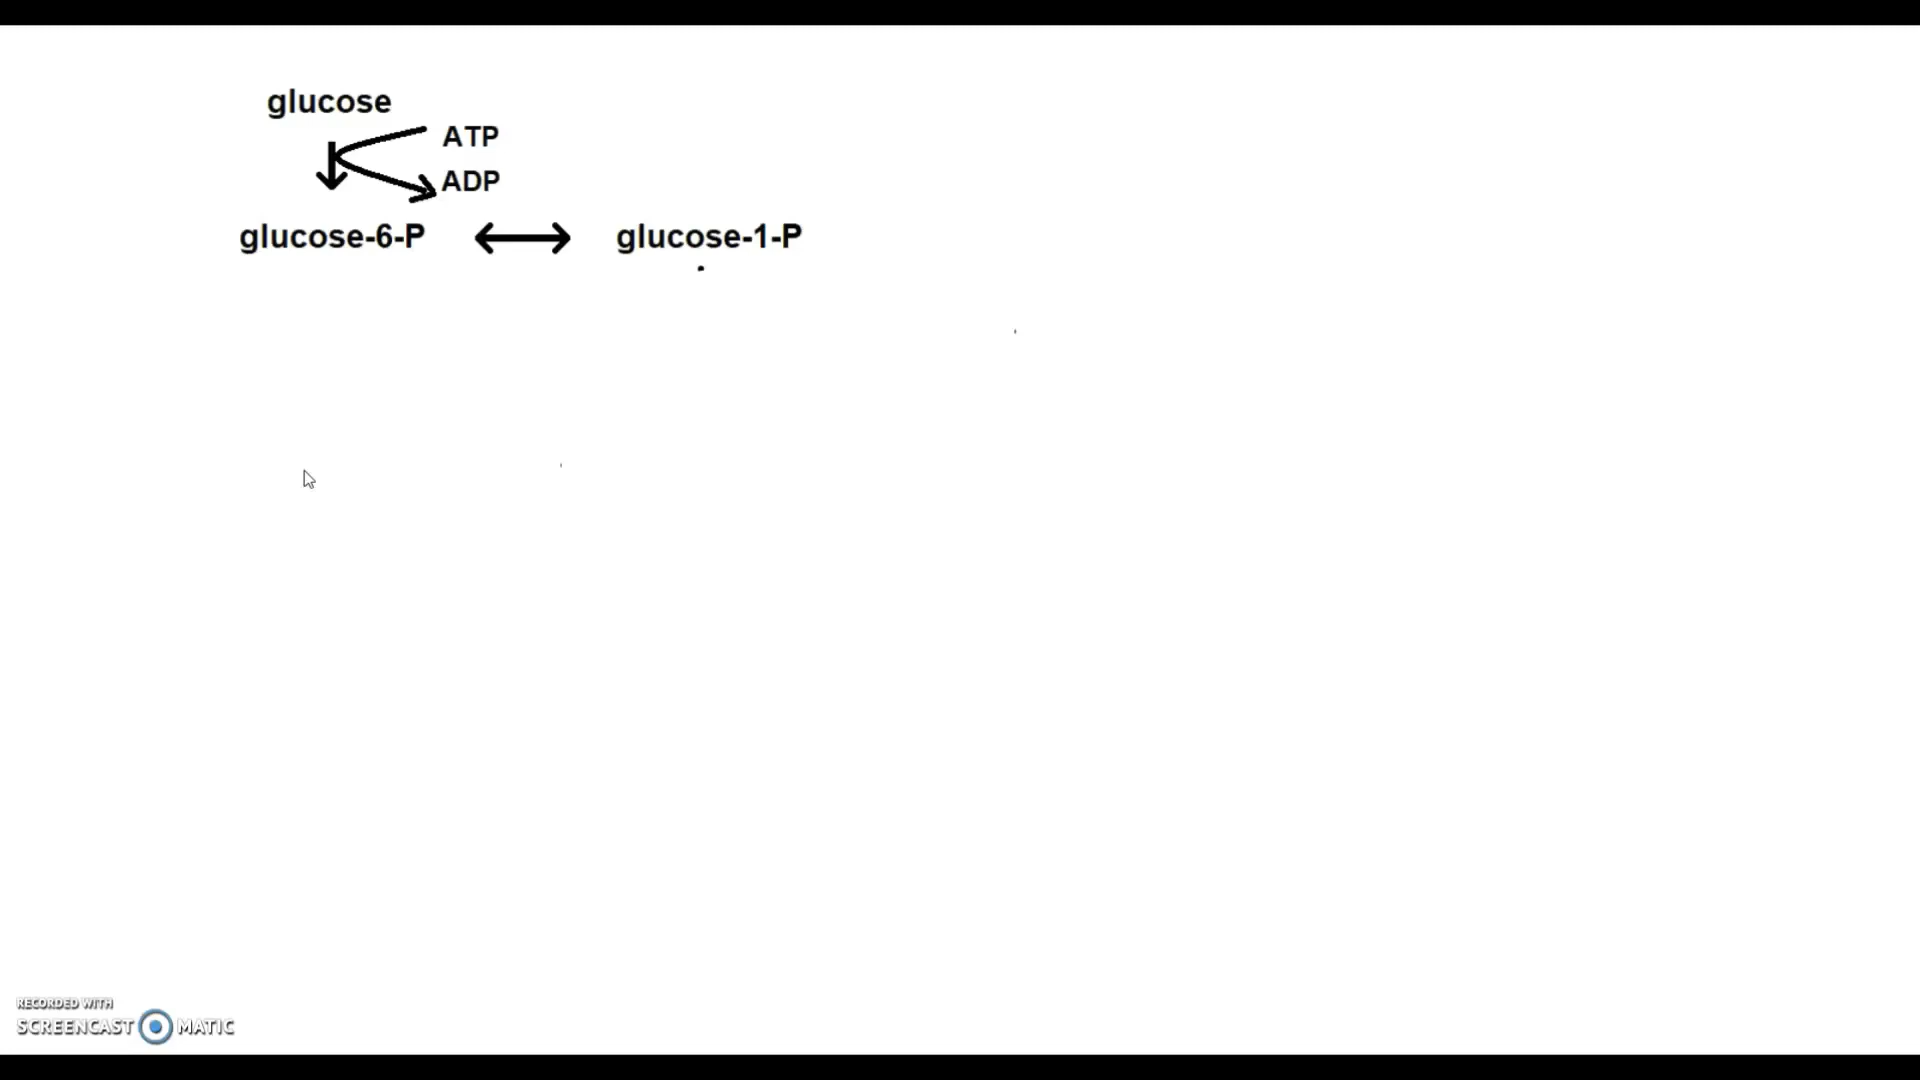 glucose
ATP
ADP
glucose-6-P glucose-1-P
RECORDED WITH
SCREENCAST MATIC